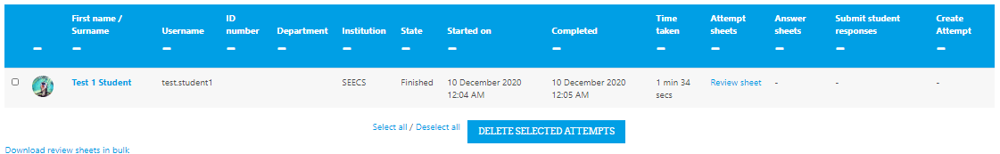 First name / Surname Username ID number Department Institution State Started on Completed Time taken Attempt sheets Answer sheets Submit student responses Create Attempt
Test 1 Student test.student1 SEECS Finished 10 December 2020 12:04 AM 10 December 2020 12:05 AM 1 min 34 secs Review sheet - - -
Select all / Deselect all DELETE SELECTED ATTEMPTS
Download review sheets in bulk